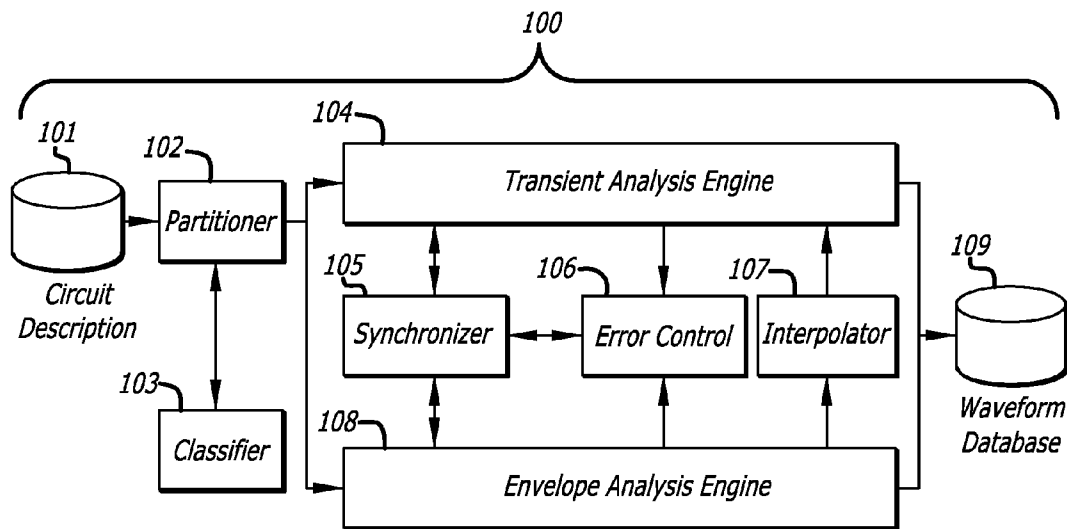 100
101
102
104
Partitioner
Transient Analysis Engine
Circuit
Description
105
106
107
109
Synchronizer
Error Control
Interpolator
Waveform
Database
103
Classifier
108
Envelope Analysis Engine